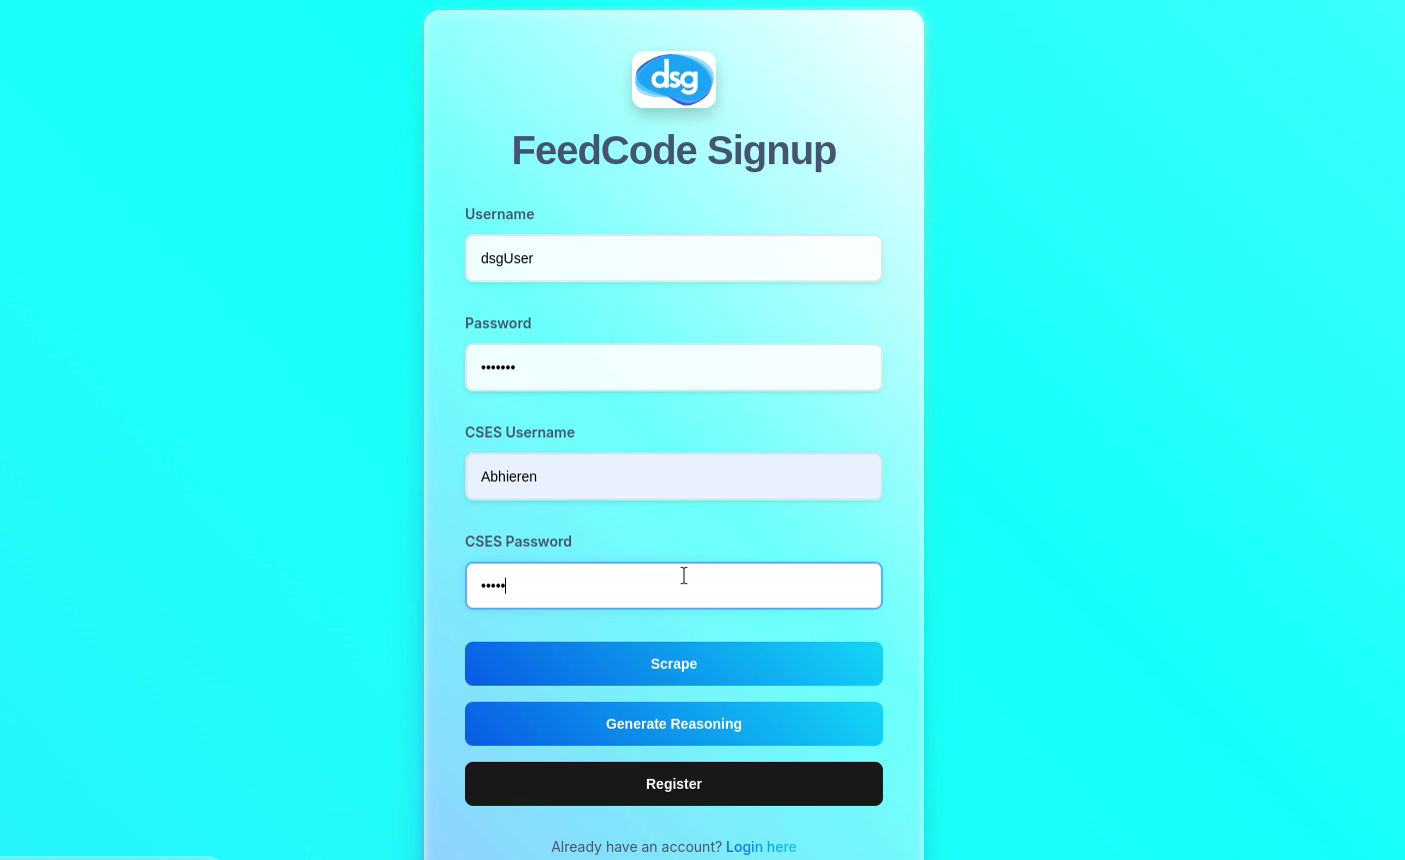 dsg
FeedCode Signup
Username
dsgUser
Password
•••••••
CSES Username
Abhieren
CSES Password
•••••
Scrape
Generate Reasoning
Register
Already have an account? Login here